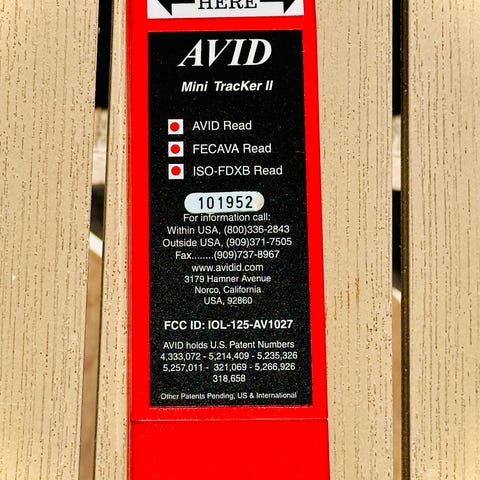 HERE
AVID
Mini TracKer II
AVID Read
FECAVA Read
ISO-FDXB Read
101952
For information call:
Within USA, (800)336-2843
Outside USA, (909)371-7505
Fax........(909)737-8967
www.avidid.com
3179 Hamner Avenue
Norco, California
USA, 92860
FCC ID: IOL-125-AV1027
AVID holds U.S. Patent Numbers
4,333,072 - 5,214,409 - 5,235,326
5,257,011 - 321,069 - 5,266,926
318,658
Other Patents Pending, US & International